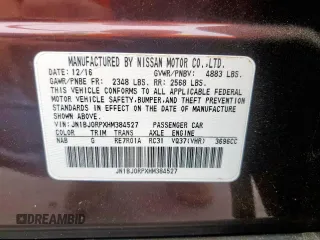 MANUFACTURED BY NISSAN MOTOR CO.,LTD.
DATE: 12/16 GVWR/PNBV: 4883 LBS.
GAWR/PNBE FR: 2348 LBS. RR: 2568 LBS.
THIS VEHICLE CONFORMS TO ALL APPLICABLE FEDERAL
MOTOR VEHICLE SAFETY,BUMPER,AND THEFT PREVENTION
STANDARDS IN EFFECT ON THE DATE OF
MANUFACTURE SHOWN ABOVE.
VIN:JN1BJ0RPXHM384527 PASSENGER CAR
COLOR TRIM TRANS AXLE ENGINE
NAB G RE7R01A RC31 VQ37(VHR) 3696CC
JN1BJ0RPXHM384527
DREAMBID